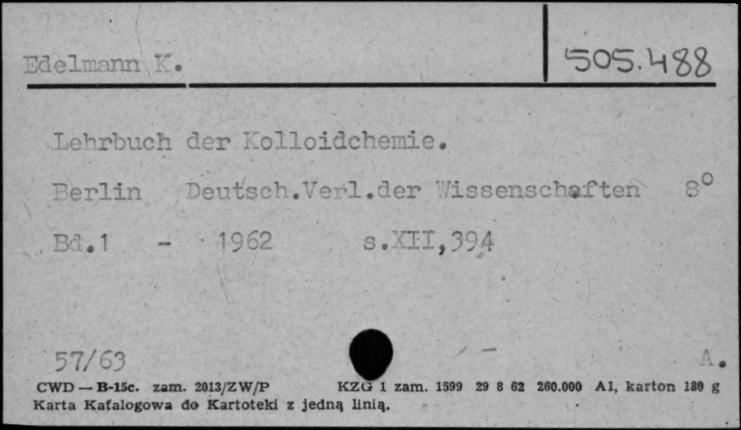 Edelmann K.
505.488
Lehrbuch der Kolloidchemie.
Berlin Deutsch.Verl.der Wissenschaften 8°
Bd.1 - 1962 s.XII,394
57/63 A.
CWD — B-15c. zam. 2013/ZW/P KZG 1 zam. 1599 29 8 62 260.000 A1, karton 180 g
Karta Katalogowa do Kartoteki z jedną linią.